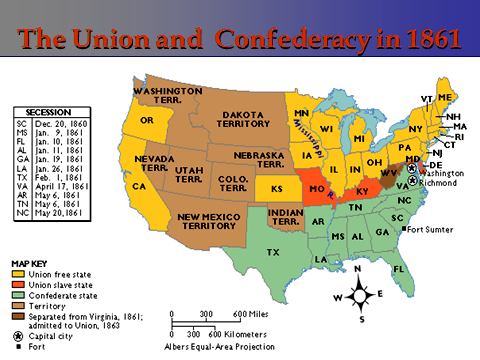 The Union and Confederacy in 1861
SECESSION
SC Dec. 20, 1860
MS Jan. 9, 1861
FL Jan. 10, 1861
AL Jan. 11, 1861
GA Jan. 19, 1861
LA Jan. 26, 1861
TX Feb. 1, 1861
VA April 17, 1861
AR May 6, 1861
TN May 6, 1861
NC May 20, 1861
WASHINGTON
TERR.
OR
DAKOTA
TERRITORY
MN
WI
MI
VT
ME
NH
MA
RI
CT
NY
PA
NJ
NEVADA
TERR.
UTAH
TERR.
NEBRASKA
TERR.
IA
IL
IN
OH
MD
DE
Washington
WV
VA
Richmond
CA
COLO.
TERR.
KS
MO
KY
Mississippi
R.
NEW MEXICO
TERRITORY
INDIAN
TERR.
AR
TN
NC
SC
Fort Sumter
TX
LA
MS
AL
GA
FL
MAP KEY
Union free state
Union slave state
Confederate state
Territory
Separated from Virginia, 1861;
admitted to Union, 1863
Capital city
Fort
0 300 600 Miles
0 300 600 Kilometers
Albers Equal-Area Projection
N
W
E
S